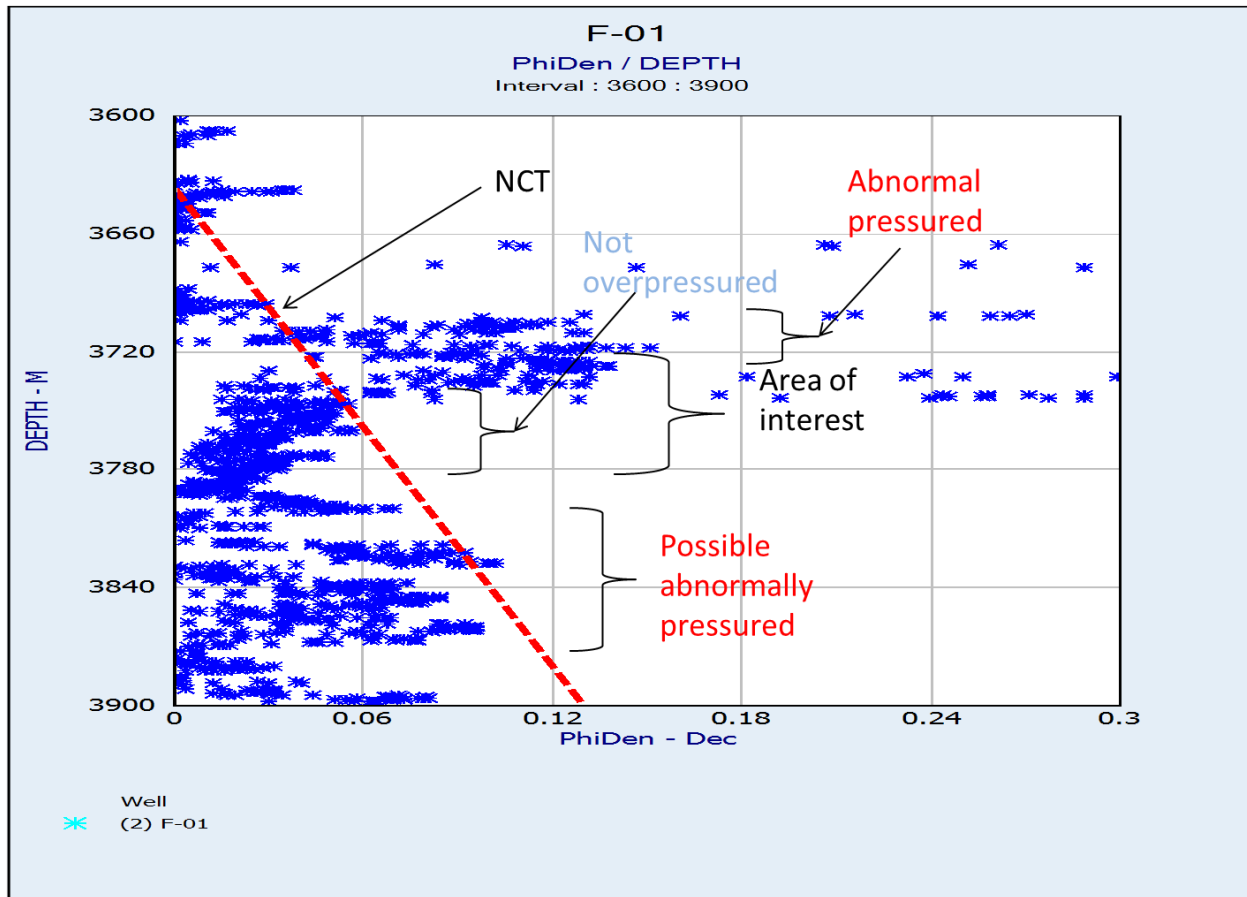 F-01
PhiDen / DEPTH
Interval : 3600 : 3900
3600
3660
3720
3780
3840
3900
DEPTH - M
NCT
Abnormal
pressured
Not
overpressured
Area of
interest
Possible
abnormally
pressured
0
0.06
0.12
0.18
0.24
0.3
PhiDen - Dec
Well
(2) F-01